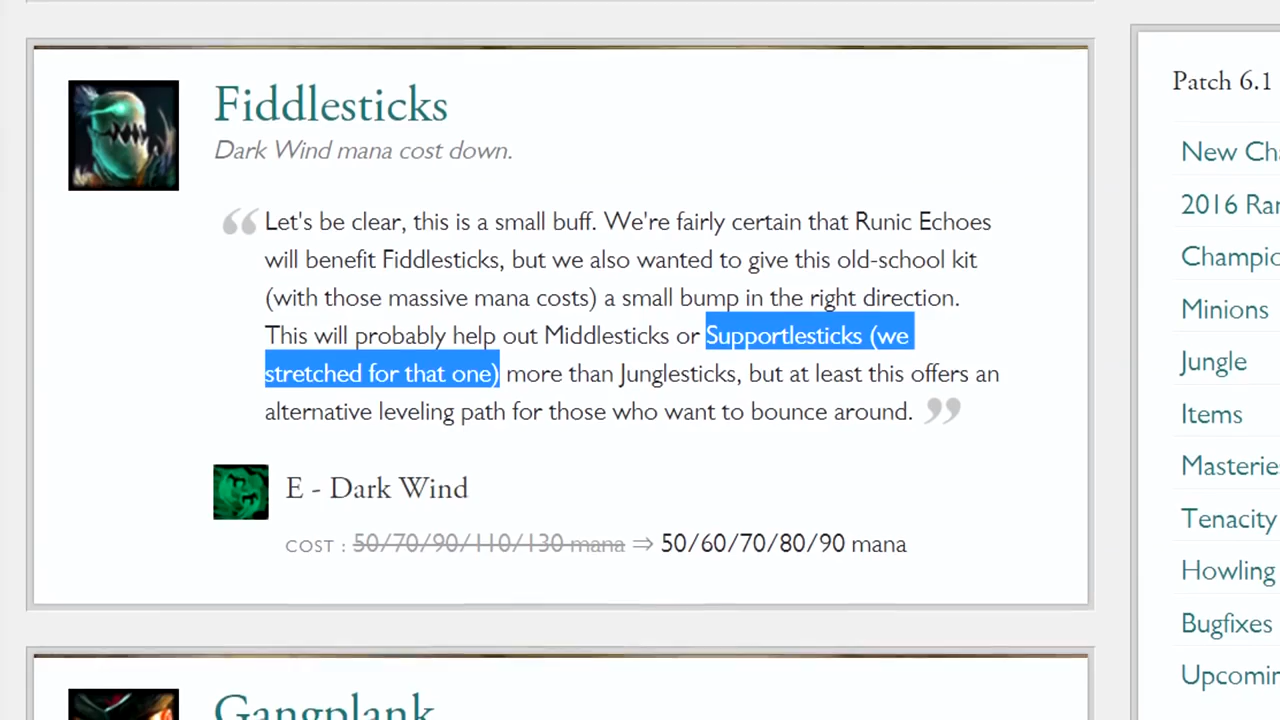 Fiddlesticks
Dark Wind mana cost down.
“ Let's be clear, this is a small buff. We're fairly certain that Runic Echoes
will benefit Fiddlesticks, but we also wanted to give this old-school kit
(with those massive mana costs) a small bump in the right direction.
This will probably help out Middlesticks or Supportlesticks (we
stretched for that one) more than Junglesticks, but at least this offers an
alternative leveling path for those who want to bounce around. ”
E - Dark Wind
COST : 50/70/90/110/130 mana ⇒ 50/60/70/80/90 mana
Gangplank
Patch 6.1
New Cha
2016 Ran
Champio
Minions
Jungle
Items
Masteries
Tenacity
Howling
Bugfixes
Upcomin